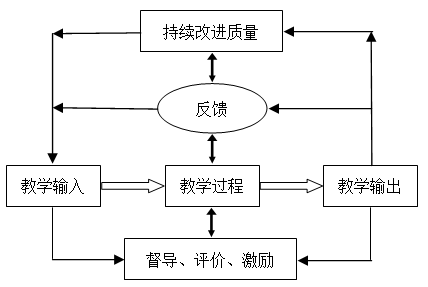 持续改进质量
反馈
教学输入
教学过程
教学输出
督导、评价、激励